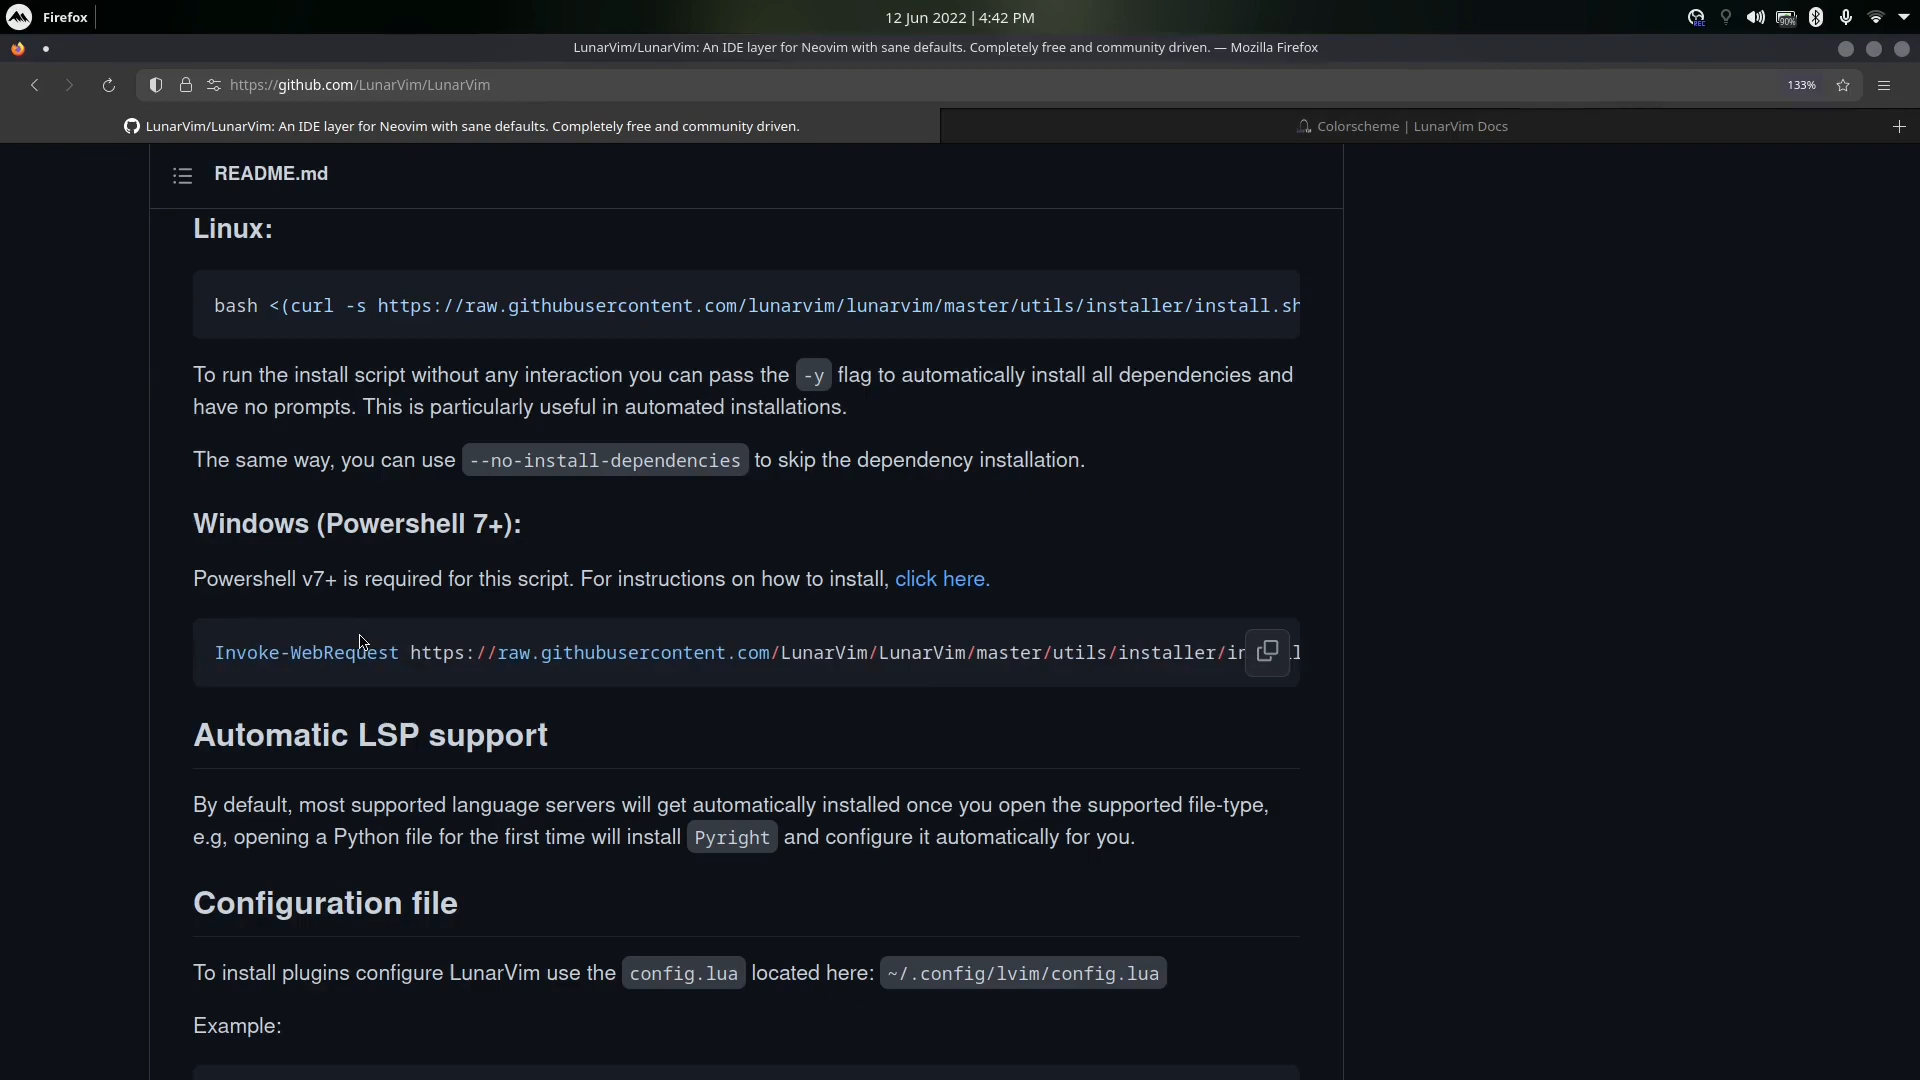 Firefox
12 Jun 2022 | 4:42 PM
90%
LunarVim/LunarVim: An IDE layer for Neovim with sane defaults. Completely free and community driven. — Mozilla Firefox
https://github.com/LunarVim/LunarVim
133%
LunarVim/LunarVim: An IDE layer for Neovim with sane defaults. Completely free and community driven.
Colorscheme | LunarVim Docs
README.md
Linux:
bash <(curl -s https://raw.githubusercontent.com/lunarvim/lunarvim/master/utils/installer/install.sh
To run the install script without any interaction you can pass the -y flag to automatically install all dependencies and
have no prompts. This is particularly useful in automated installations.
The same way, you can use --no-install-dependencies to skip the dependency installation.
Windows (Powershell 7+):
Powershell v7+ is required for this script. For instructions on how to install, click here.
Invoke-WebRequest https://raw.githubusercontent.com/LunarVim/LunarVim/master/utils/installer/in
Automatic LSP support
By default, most supported language servers will get automatically installed once you open the supported file-type,
e.g, opening a Python file for the first time will install Pyright and configure it automatically for you.
Configuration file
To install plugins configure LunarVim use the config.lua located here: ~/.config/lvim/config.lua
Example: